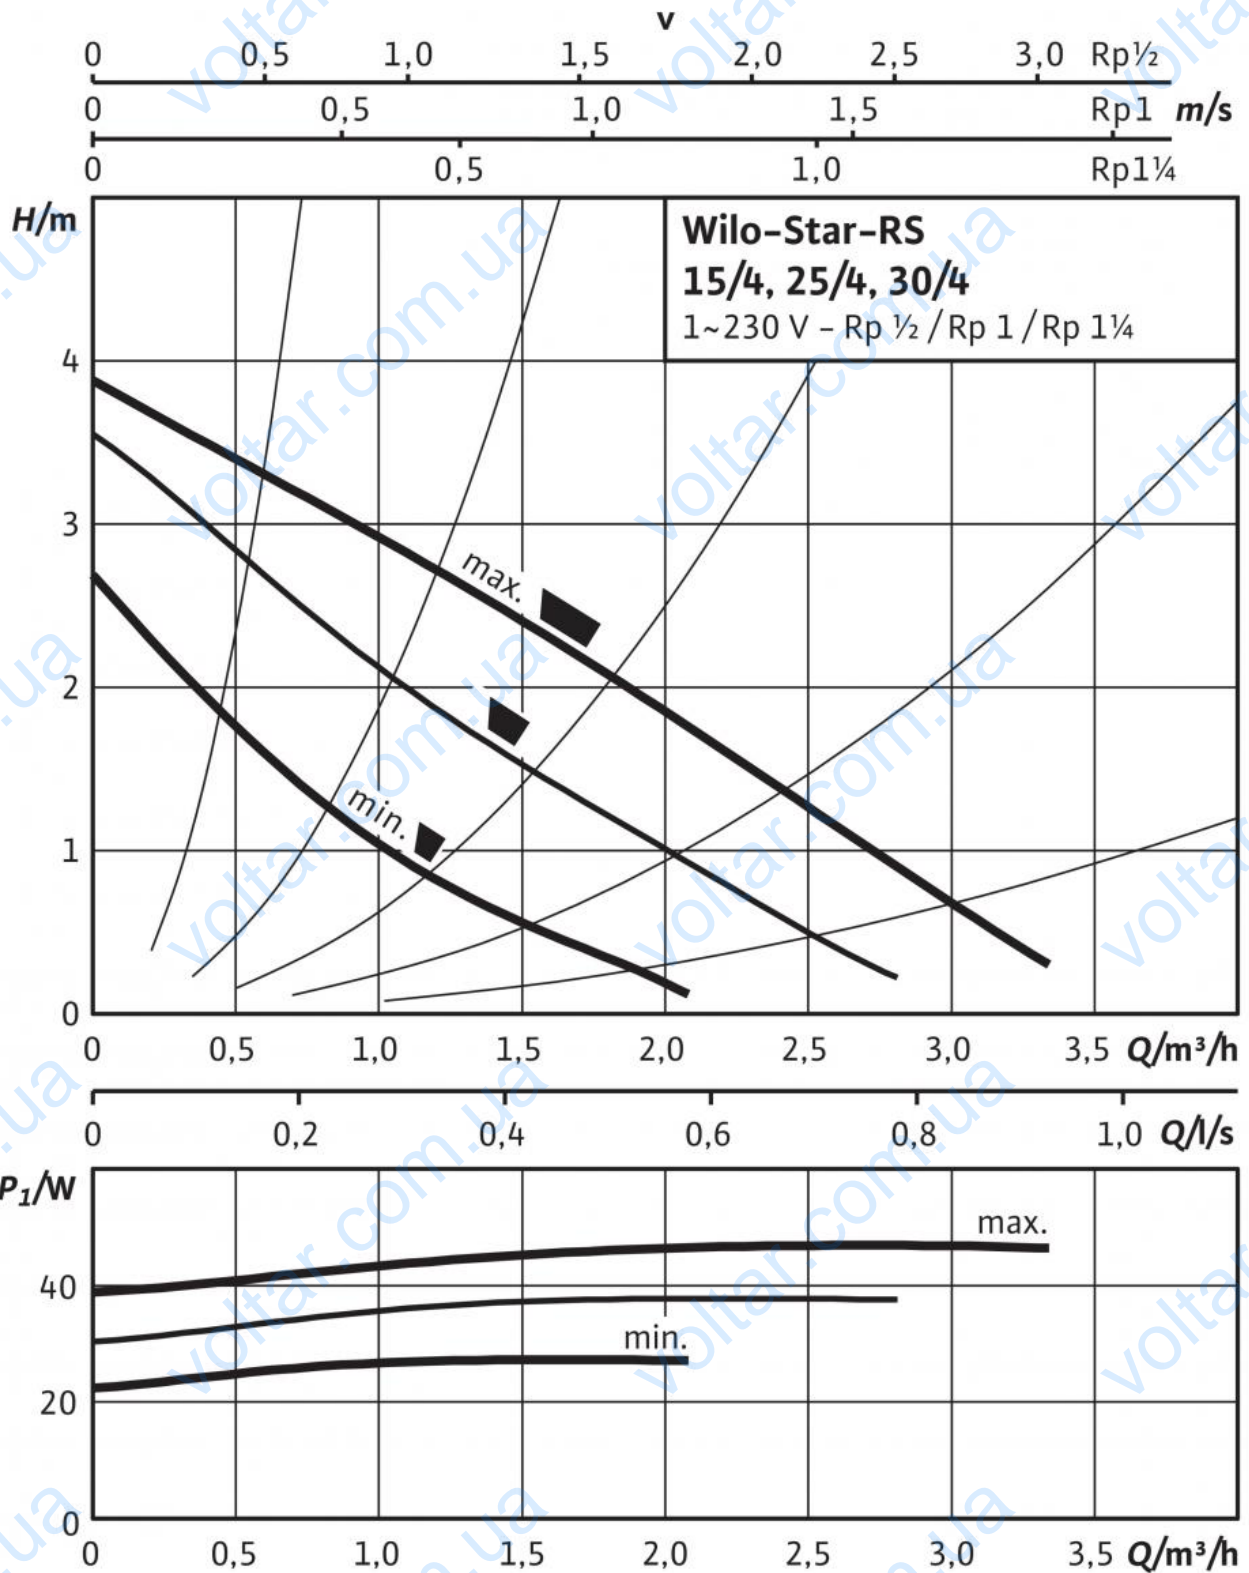 v
0 0,5 1,0 1,5 2,0 2,5 3,0 Rp½
0 0,5 1,0 1,5 Rp1 m/s
0 0,5 1,0 Rp1¼
H/m
Wilo-Star-RS
15/4, 25/4, 30/4
1~230 V - Rp ½ / Rp 1 / Rp 1¼
4
3
max.
2
min.
1
0
0 0,5 1,0 1,5 2,0 2,5 3,0 3,5 Q/m³/h
0 0,2 0,4 0,6 0,8 1,0 Q/l/s
P1/W
max.
40
min.
20
0
0 0,5 1,0 1,5 2,0 2,5 3,0 3,5 Q/m³/h
voltar.com.ua